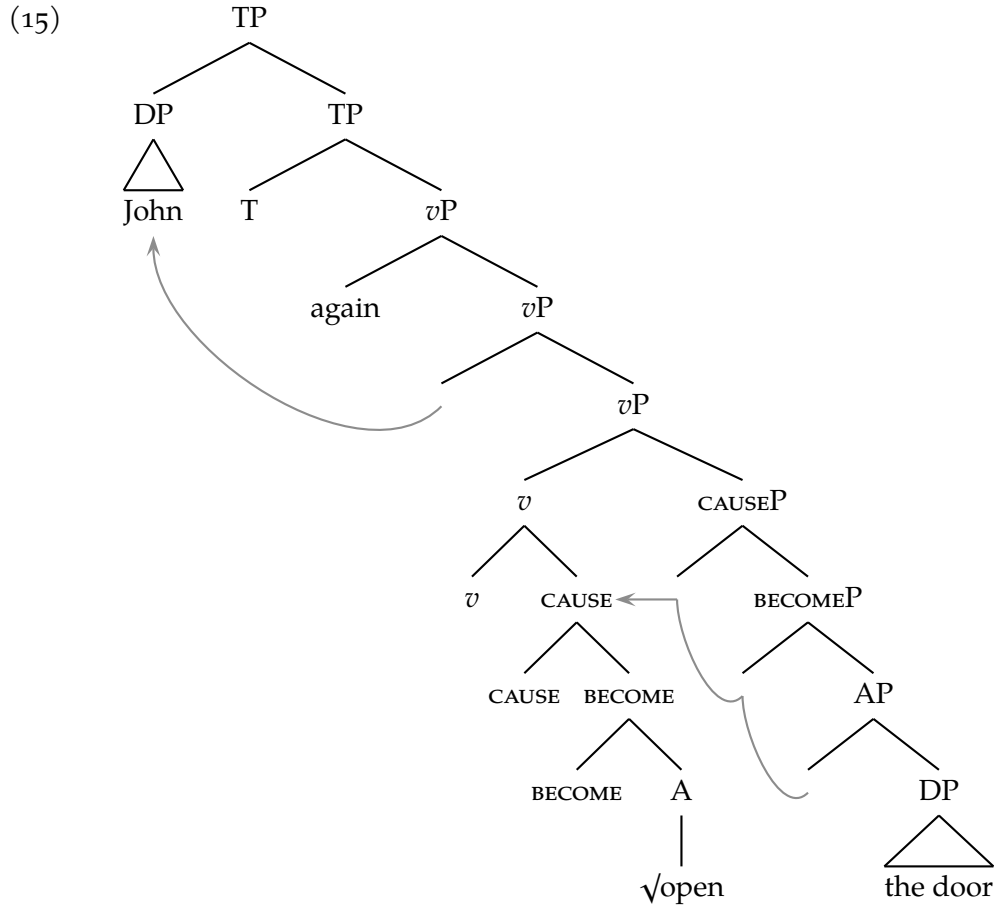 (15) TP
DP TP
John T vP
again vP
vP
v CAUSEP
v CAUSE BECOMEP
CAUSE BECOME AP
BECOME A DP
√open the door